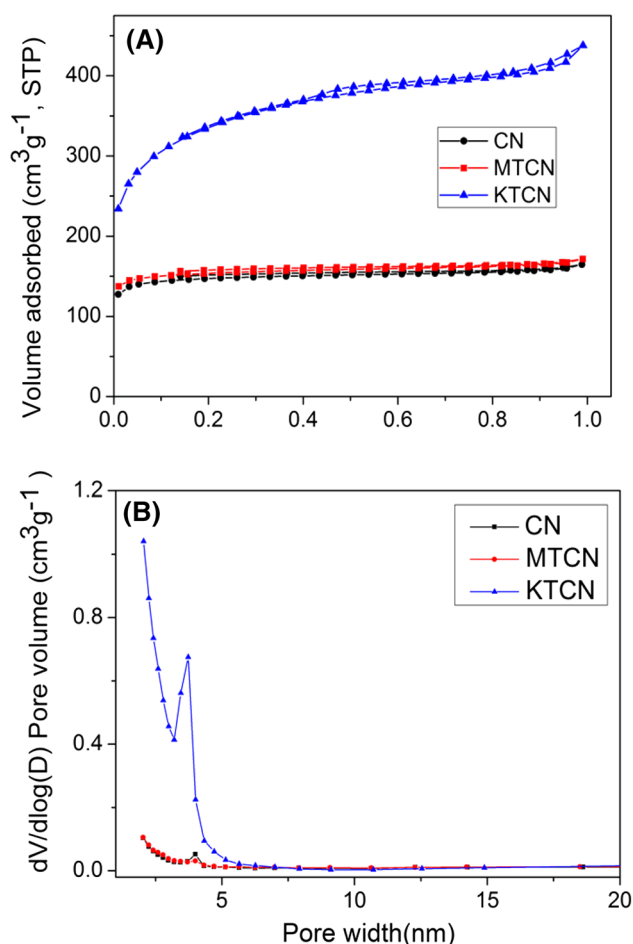 (A)
Volume adsorbed (cm³g⁻¹, STP)
400
300
200
100
0
CN
MTCN
KTCN
0.0 0.2 0.4 0.6 0.8 1.0
(B)
dV/dlog(D) Pore volume (cm³g⁻¹ )
1.2
0.8
0.4
0.0
CN
MTCN
KTCN
5 10 15 20
Pore width(nm)